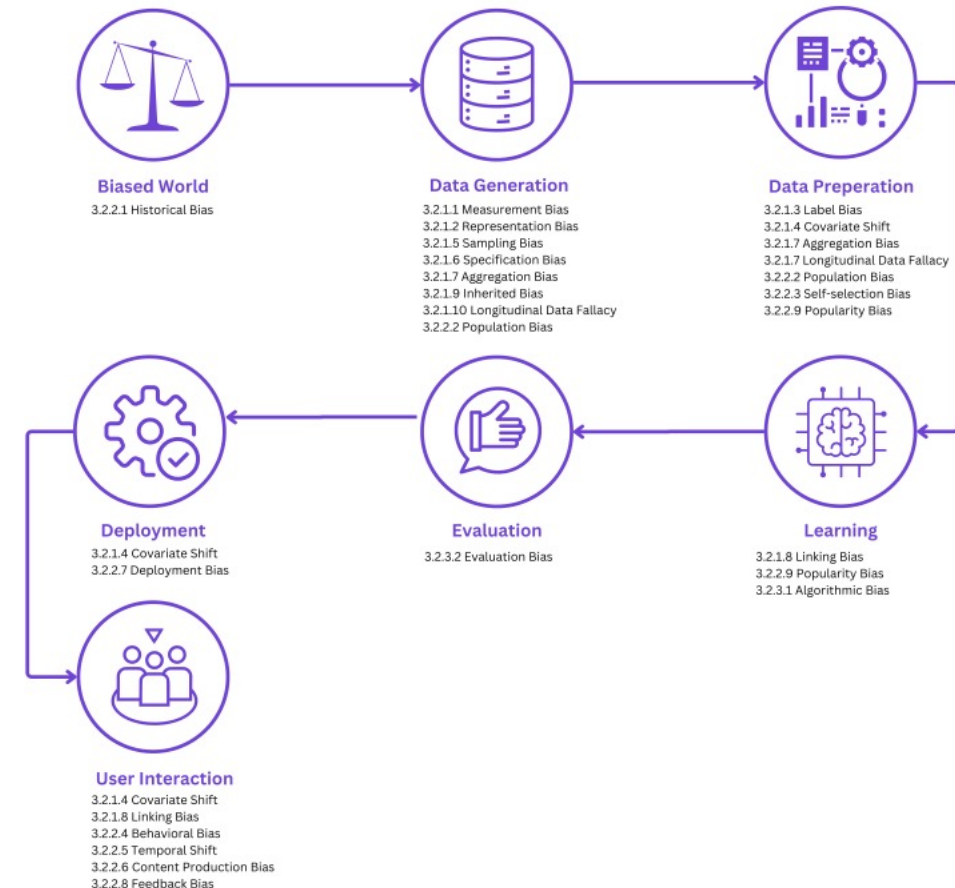 Biased World
3.2.2.1 Historical Bias
Data Generation
3.2.1.1 Measurement Bias
3.2.1.2 Representation Bias
3.2.1.5 Sampling Bias
3.2.1.6 Specification Bias
3.2.1.7 Aggregation Bias
3.2.1.9 Inherited Bias
3.2.1.10 Longitudinal Data Fallacy
3.2.2.2 Population Bias
Data Preperation
3.2.1.3 Label Bias
3.2.1.4 Covariate Shift
3.2.1.7 Aggregation Bias
3.2.1.7 Longitudinal Data Fallacy
3.2.2.2 Population Bias
3.2.2.3 Self-selection Bias
3.2.2.9 Popularity Bias
Deployment
3.2.1.4 Covariate Shift
3.2.2.7 Deployment Bias
Evaluation
3.2.3.2 Evaluation Bias
Learning
3.2.1.8 Linking Bias
3.2.2.9 Popularity Bias
3.2.3.1 Algorithmic Bias
User Interaction
3.2.1.4 Covariate Shift
3.2.1.8 Linking Bias
3.2.2.4 Behavioral Bias
3.2.2.5 Temporal Shift
3.2.2.6 Content Production Bias
3.2.2.8 Feedback Bias